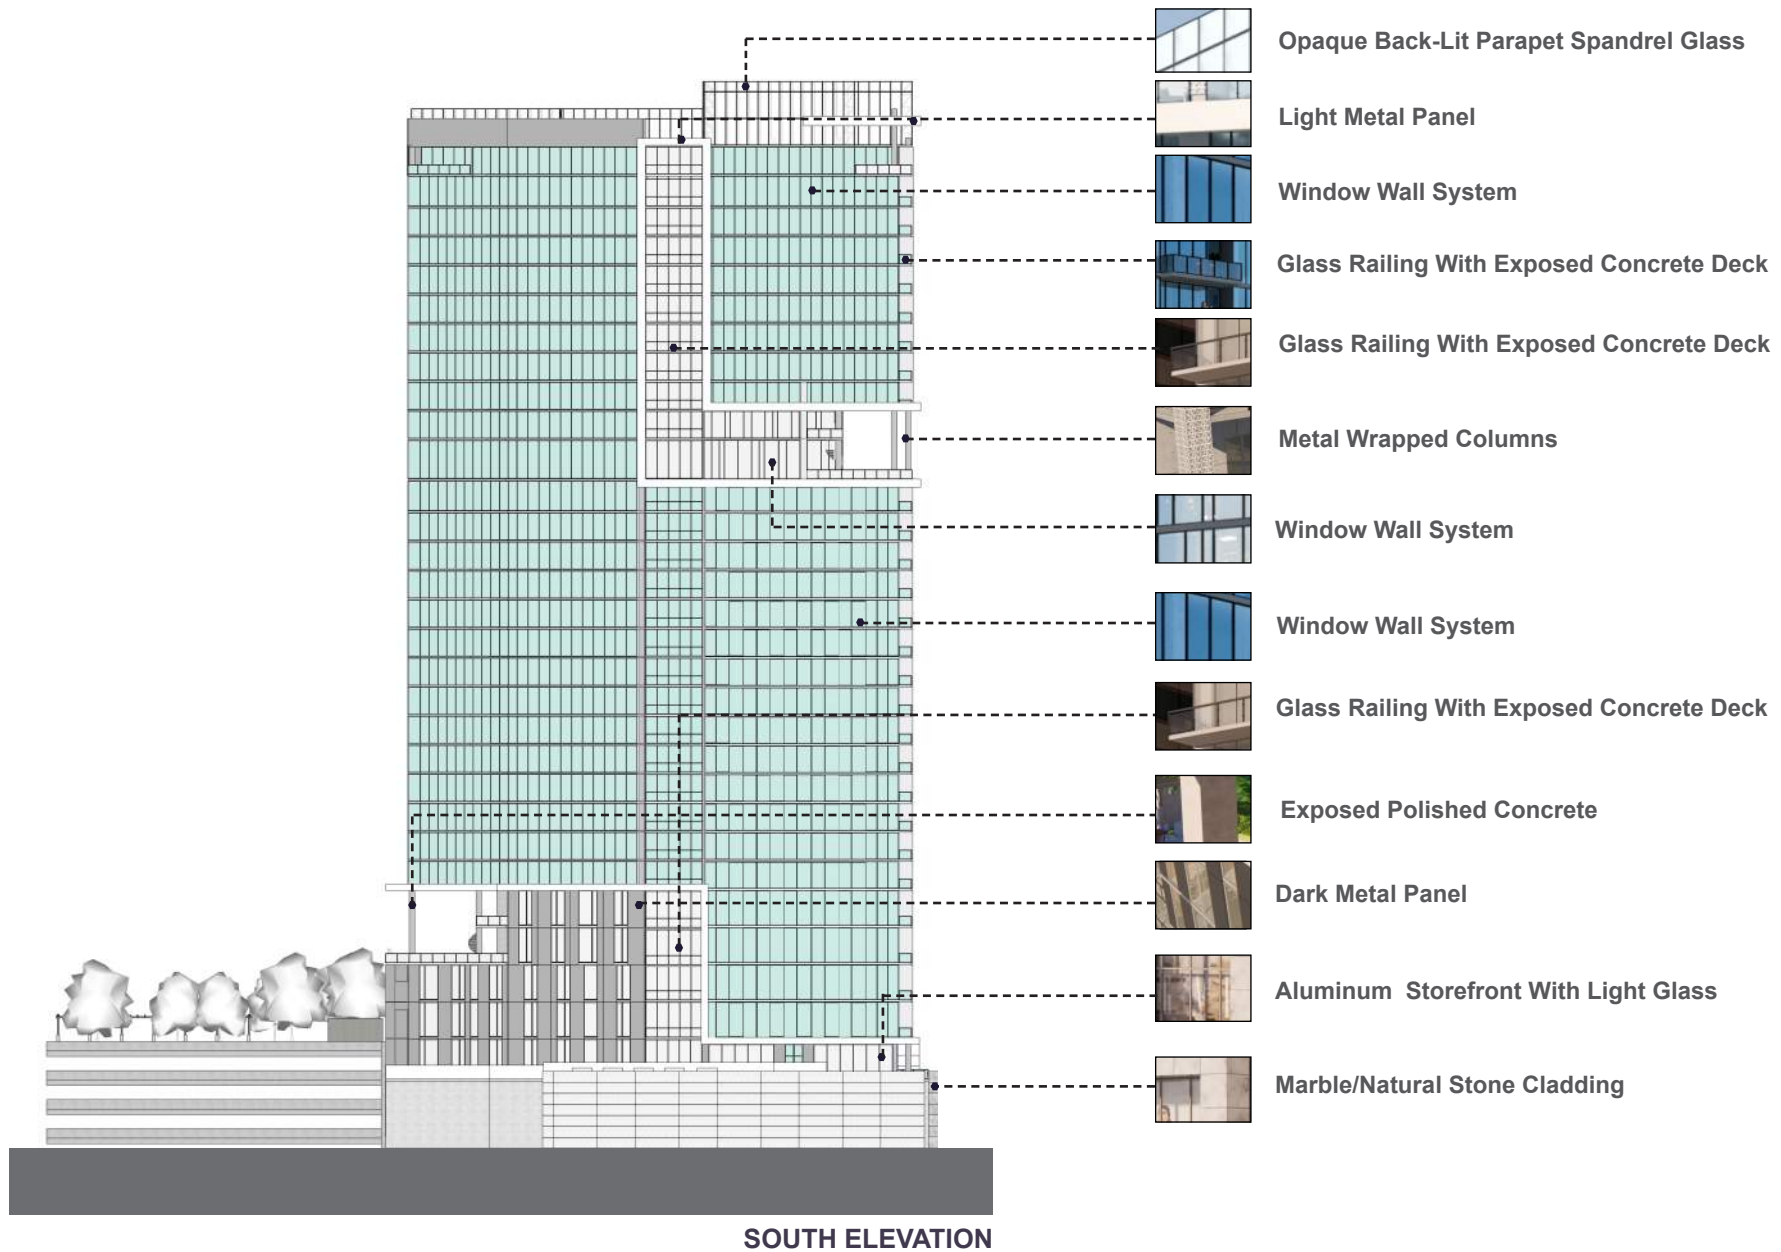 Opaque Back-Lit Parapet Spandrel Glass
Light Metal Panel
Window Wall System
Glass Railing With Exposed Concrete Deck
Glass Railing With Exposed Concrete Deck
Metal Wrapped Columns
Window Wall System
Window Wall System
Glass Railing With Exposed Concrete Deck
Exposed Polished Concrete
Dark Metal Panel
Aluminum Storefront With Light Glass
Marble/Natural Stone Cladding
SOUTH ELEVATION